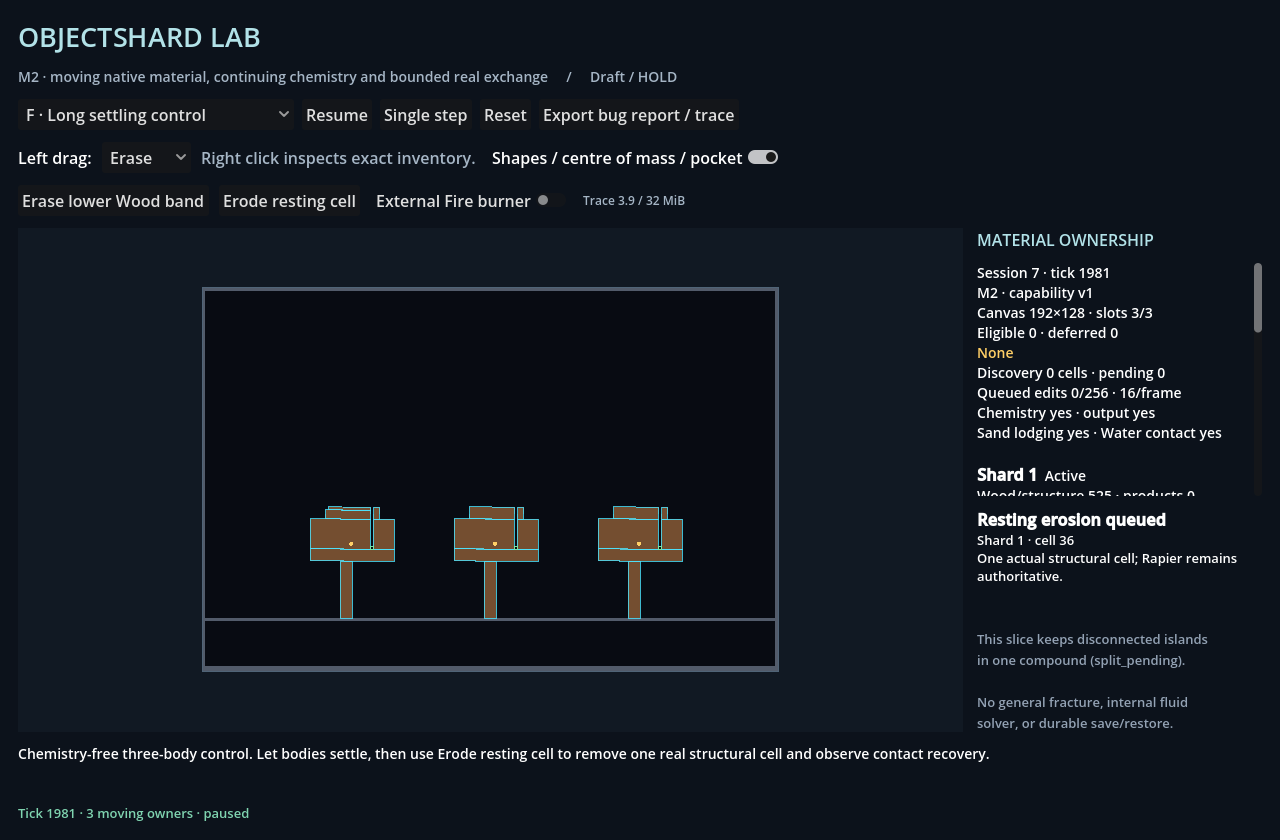 OBJECTSHARD LAB
M2 · moving native material, continuing chemistry and bounded real exchange / Draft / HOLD
F · Long settling control Resume Single step Reset Export bug report / trace
Left drag: Erase Right click inspects exact inventory. Shapes / centre of mass / pocket
Erase lower Wood band Erode resting cell External Fire burner Trace 3.9 / 32 MiB
MATERIAL OWNERSHIP
Session 7 · tick 1981
M2 · capability v1
Canvas 192×128 · slots 3/3
Eligible 0 · deferred 0
None
Discovery 0 cells · pending 0
Queued edits 0/256 · 16/frame
Chemistry yes · output yes
Sand lodging yes · Water contact yes
Shard 1 Active
Wood/structure 525 · products 0
Resting erosion queued
Shard 1 · cell 36
One actual structural cell; Rapier remains
authoritative.
This slice keeps disconnected islands
in one compound (split_pending).
No general fracture, internal fluid
solver, or durable save/restore.
Chemistry-free three-body control. Let bodies settle, then use Erode resting cell to remove one real structural cell and observe contact recovery.
Tick 1981 · 3 moving owners · paused